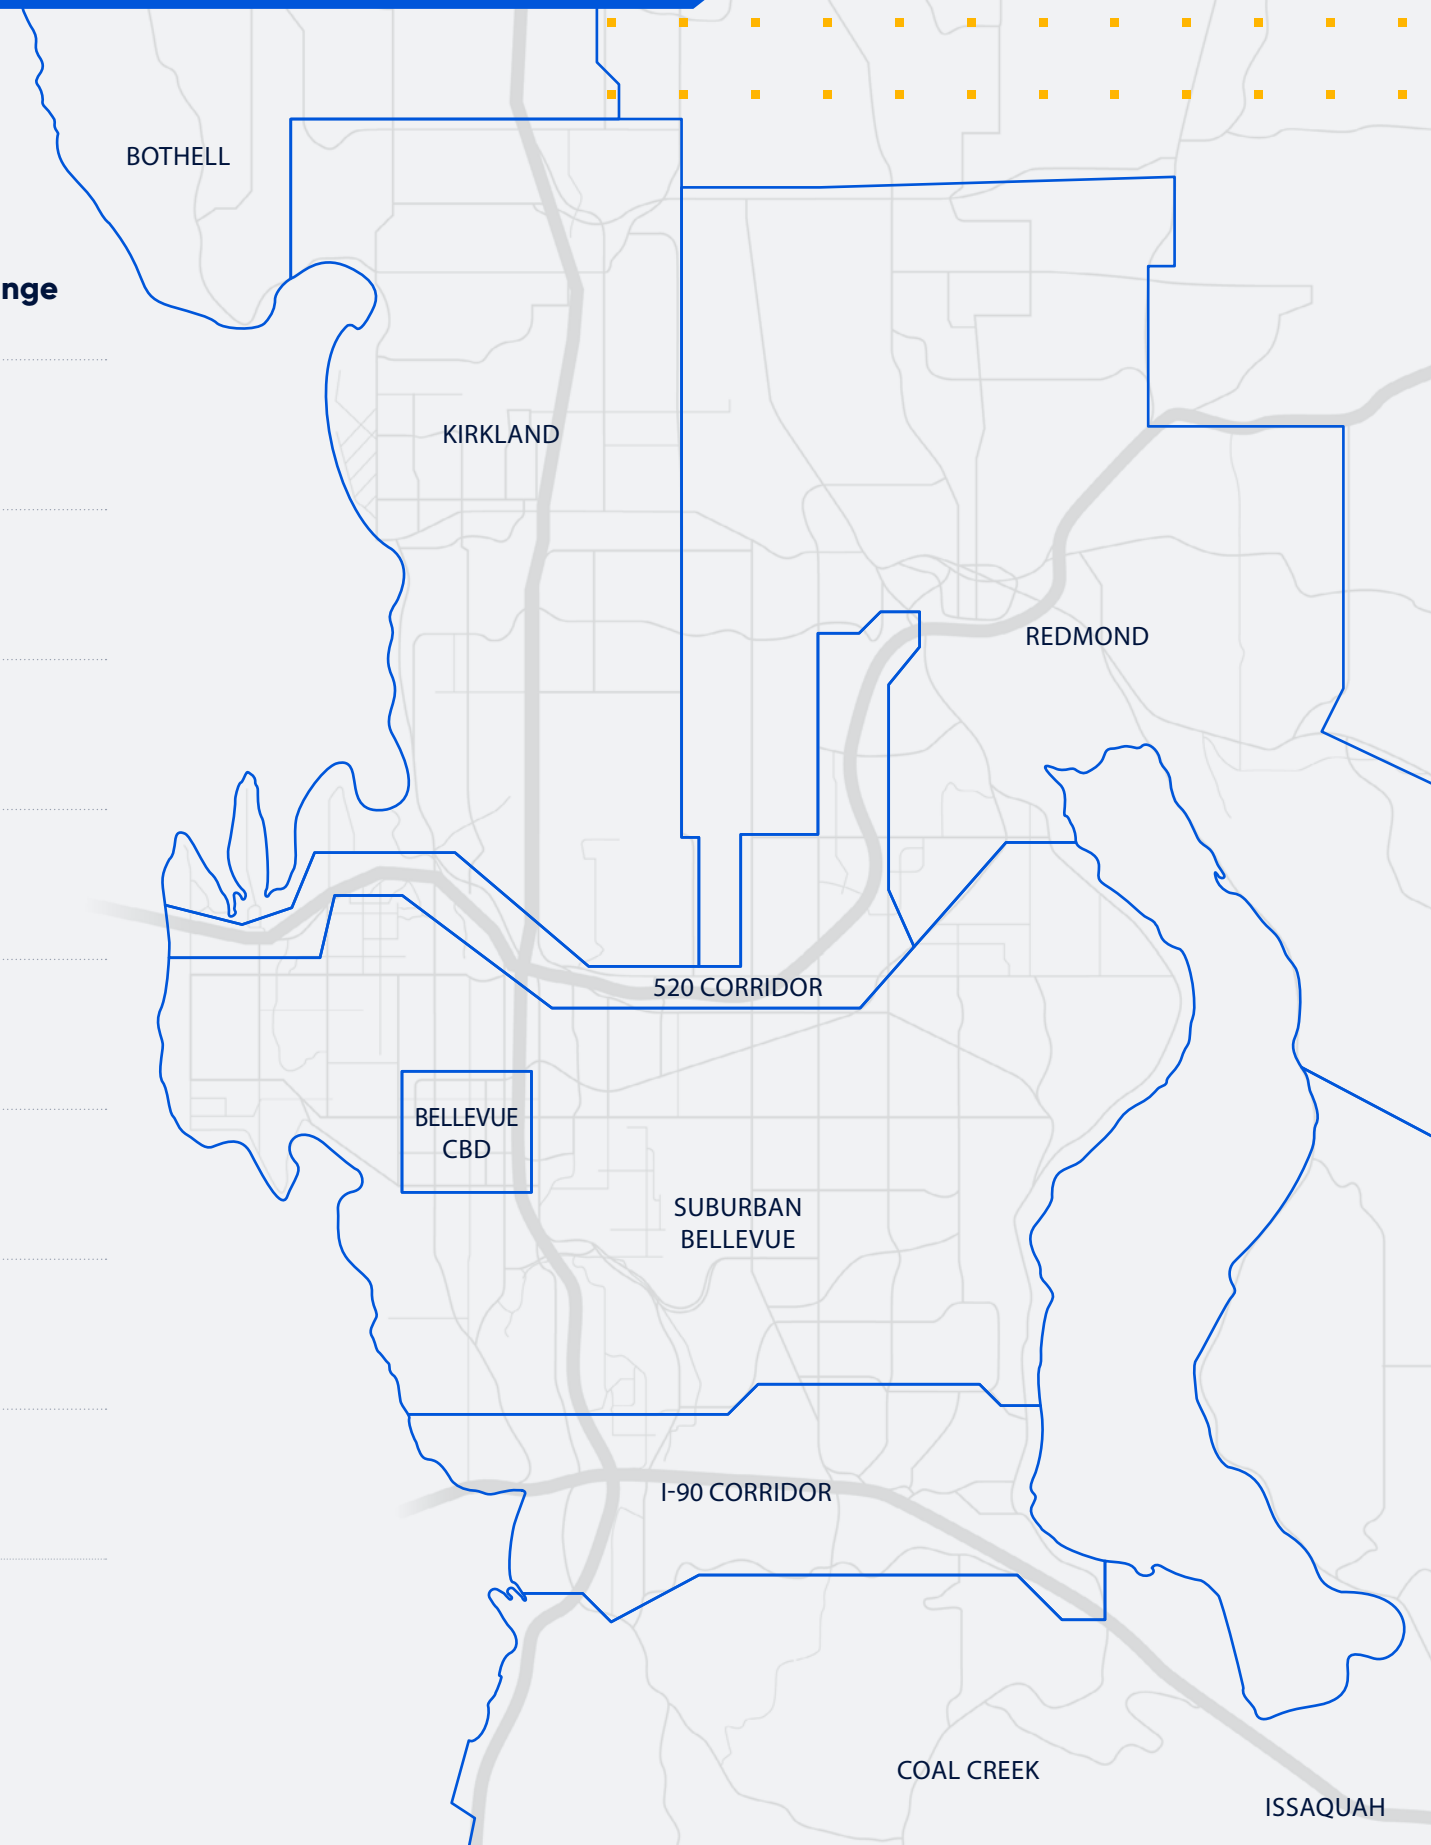 BOTHELL
nge
KIRKLAND
REDMOND
520 CORRIDOR
BELLEVUE
CBD
SUBURBAN
BELLEVUE
I-90 CORRIDOR
COAL CREEK
ISSAQUAH